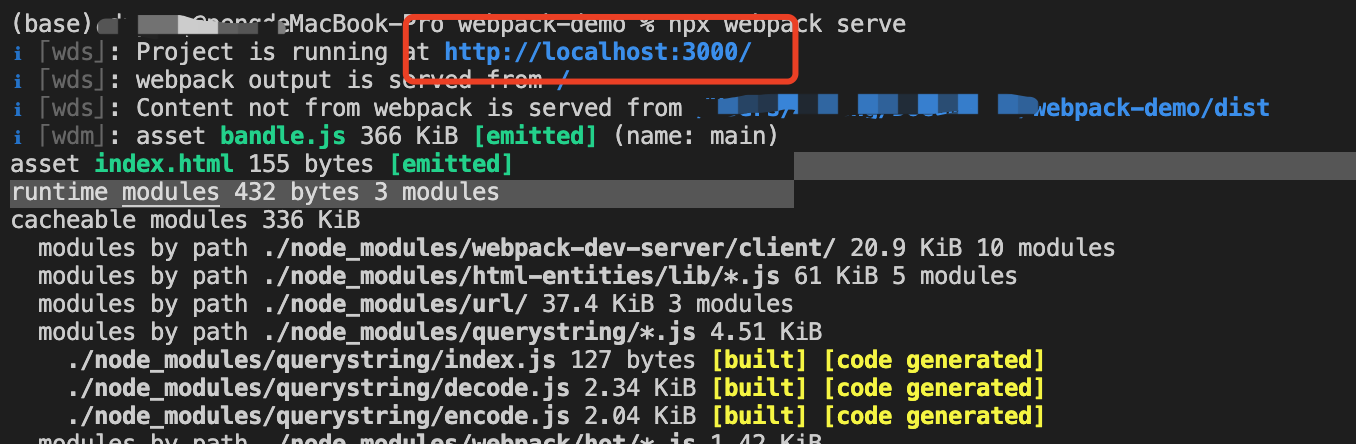 (base) MacBook-Pro webpack-demo % npx webpack serve
ℹ ｢wds｣: Project is running at http://localhost:3000/
ℹ ｢wds｣: webpack output is served from /
ℹ ｢wds｣: Content not from webpack is served from webpack-demo/dist
ℹ ｢wdm｣: asset bandle.js 366 KiB [emitted] (name: main)
asset index.html 155 bytes [emitted]
runtime modules 432 bytes 3 modules
cacheable modules 336 KiB
modules by path ./node_modules/webpack-dev-server/client/ 20.9 KiB 10 modules
modules by path ./node_modules/html-entities/lib/*.js 61 KiB 5 modules
modules by path ./node_modules/url/ 37.4 KiB 3 modules
modules by path ./node_modules/querystring/*.js 4.51 KiB
./node_modules/querystring/index.js 127 bytes [built] [code generated]
./node_modules/querystring/decode.js 2.34 KiB [built] [code generated]
./node_modules/querystring/encode.js 2.04 KiB [built] [code generated]
modules by path ./node_modules/webpack/hot/*.js 1.42 KiB